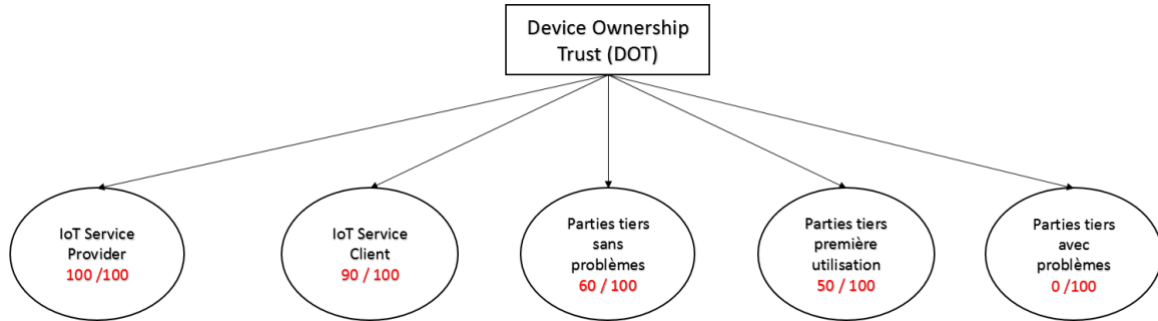 Device Ownership
Trust (DOT)
IoT Service
Provider
100 /100
IoT Service
Client
90 / 100
Parties tiers
sans
problèmes
60 / 100
Parties tiers
première
utilisation
50 / 100
Parties tiers
avec
problèmes
0 /100